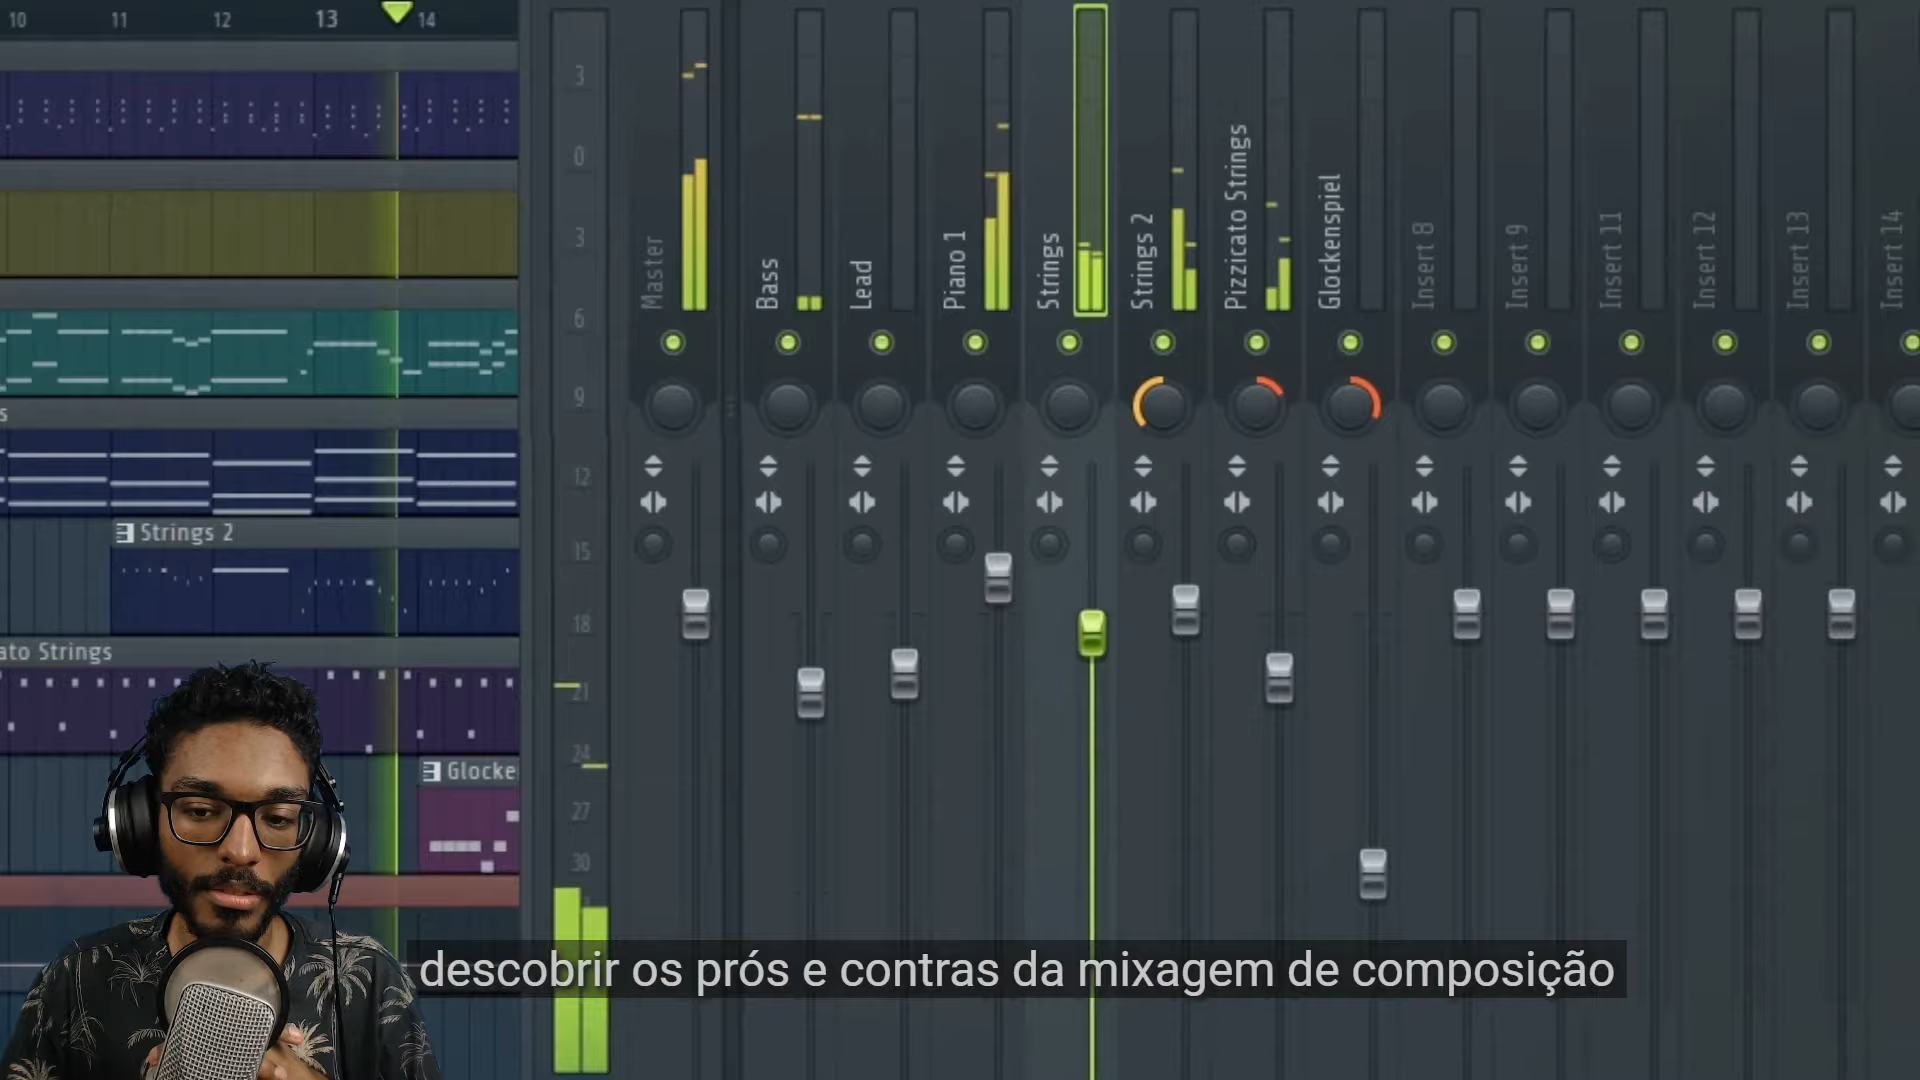 10 11 12 13 14
3
0
3
6
9
12
15
18
21
24
27
30
Master
Bass
Lead
Piano 1
Strings
Strings 2
Pizzicato Strings
Glockenspiel
Insert 8
Insert 9
Insert 11
Insert 12
Insert 13
Insert 14
s
Strings 2
ato Strings
Glocke
descobrir os prós e contras da mixagem de composição